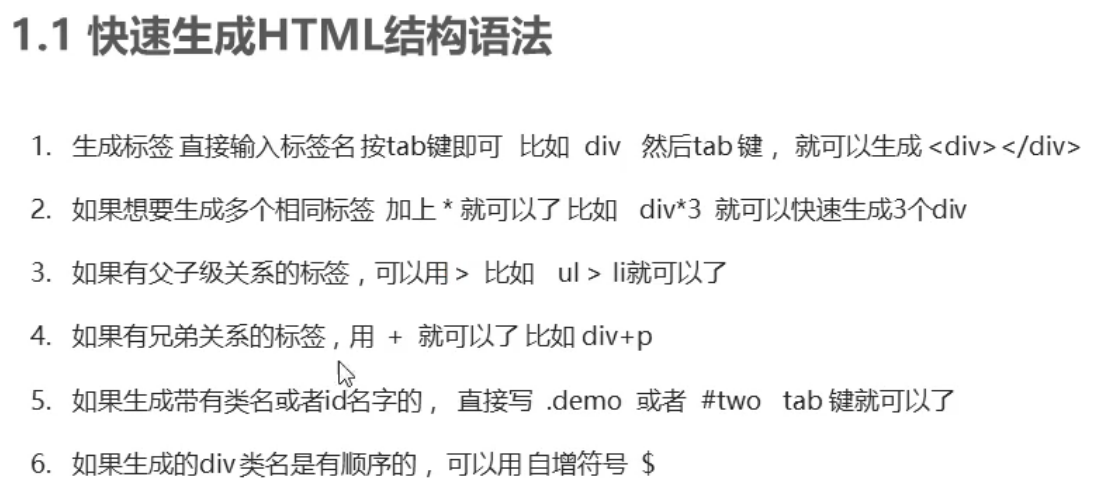 1.1 快速生成HTML结构语法
1. 生成标签 直接输入标签名 按tab键即可 比如 div 然后tab 键， 就可以生成 <div></div>
2. 如果想要生成多个相同标签 加上 * 就可以了 比如 div*3 就可以快速生成3个div
3. 如果有父子级关系的标签，可以用 > 比如 ul > li就可以了
4. 如果有兄弟关系的标签，用 + 就可以了 比如 div+p
5. 如果生成带有类名或者id名字的， 直接写 .demo 或者 #two tab 键就可以了
6. 如果生成的div 类名是有顺序的， 可以用 自增符号 $